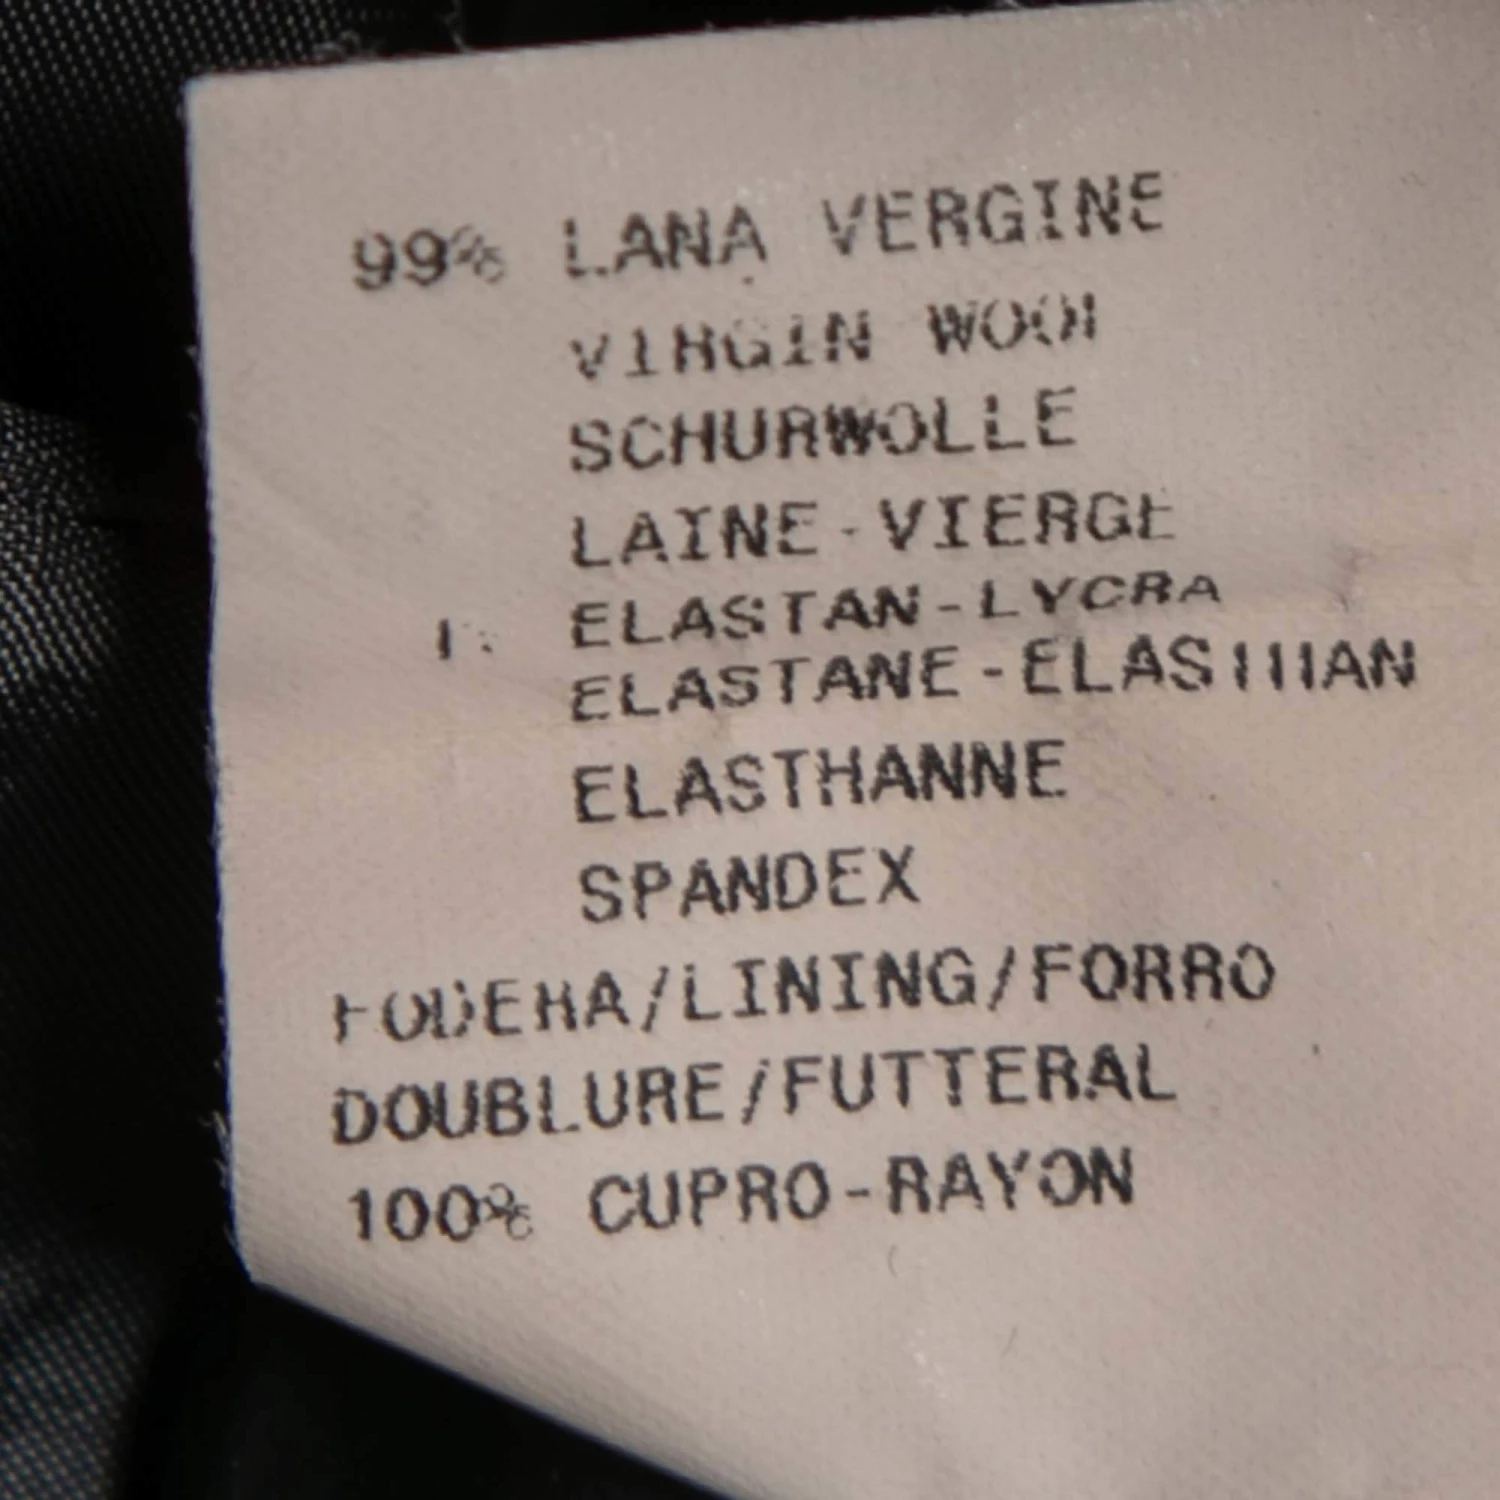 99% LANA VERGINE
VIRGIN WOOL
SCHURWOLLE
LAINE-VIERGE
1% ELASTAN-LYCRA
ELASTANE-ELASTHAN
ELASTHANNE
SPANDEX
FODERA/LINING/FORRO
DOUBLURE/FUTTERAL
100% CUPRO-RAYON